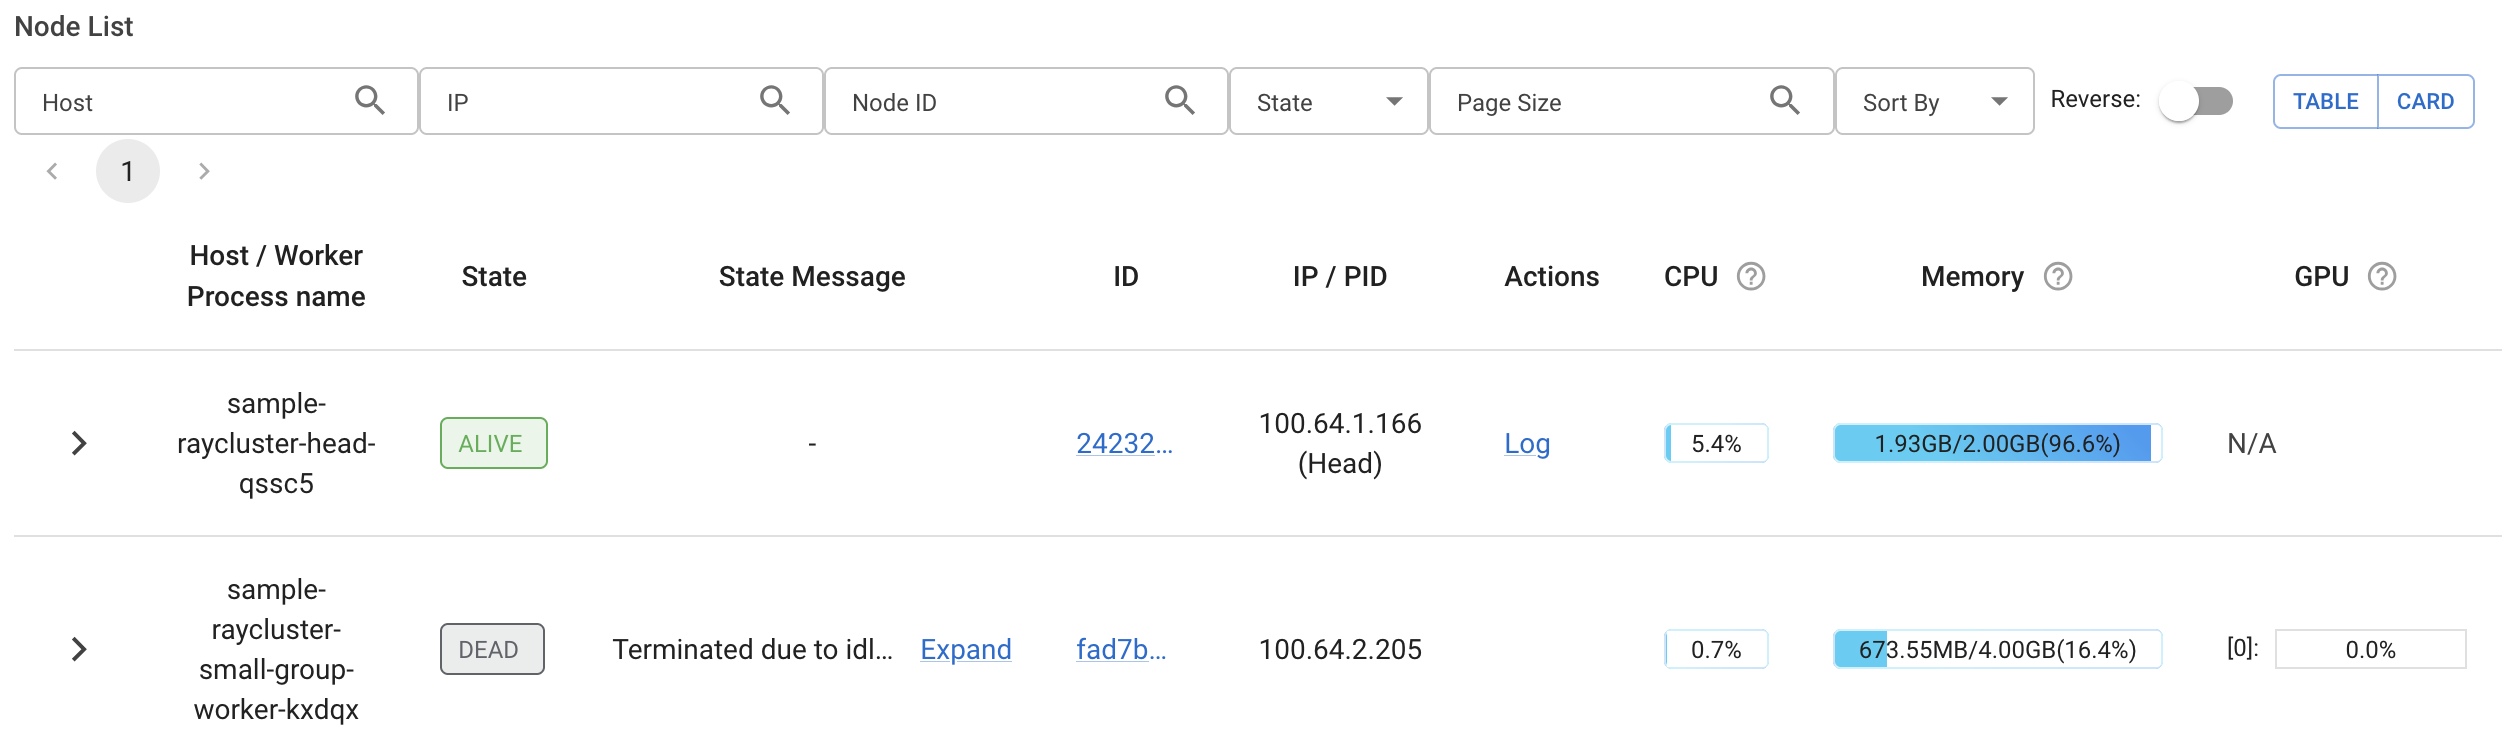 Node List
Host IP Node ID State Page Size Sort By Reverse: TABLE CARD
1
Host / Worker Process name State State Message ID IP / PID Actions CPU ? Memory ? GPU ?
sample-
raycluster-head-
qssc5
ALIVE
-
24232...
100.64.1.166
(Head)
Log
5.4%
1.93GB/2.00GB(96.6%)
N/A
sample-
raycluster-
small-group-
worker-kxdqx
DEAD
Terminated due to idl... Expand
fad7b...
100.64.2.205
0.7%
673.55MB/4.00GB(16.4%)
[0]: 0.0%